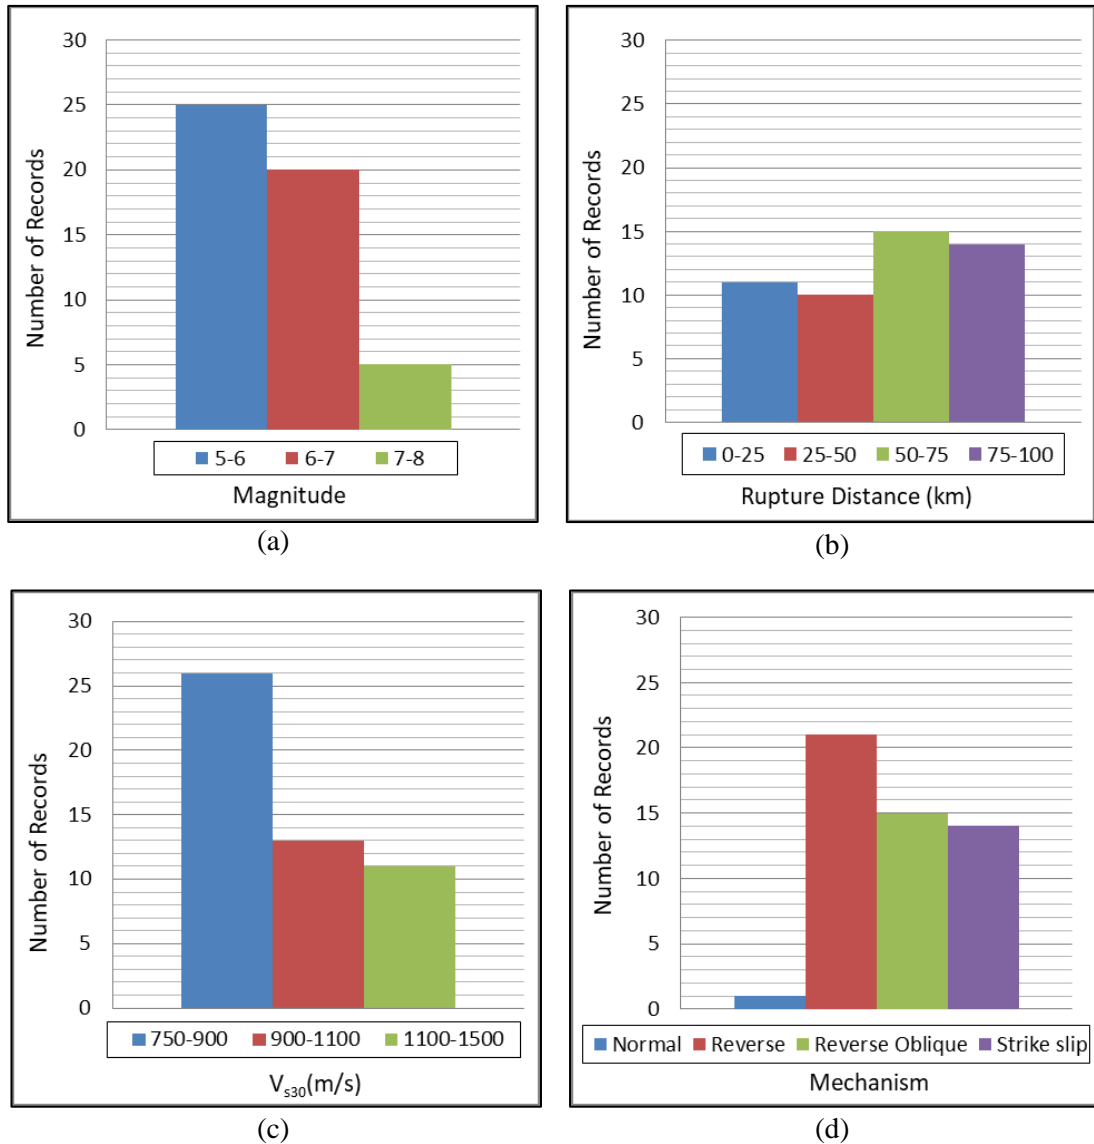 30
25
20
15
10
5
0
Number of Records
5-6 6-7 7-8
Magnitude
(a)
30
25
20
15
10
5
0
Number of Records
0-25 25-50 50-75 75-100
Rupture Distance (km)
(b)
30
25
20
15
10
5
0
Number of Records
750-900 900-1100 1100-1500
Vs30(m/s)
(c)
30
25
20
15
10
5
0
Number of Records
Normal Reverse Reverse Oblique Strike slip
Mechanism
(d)